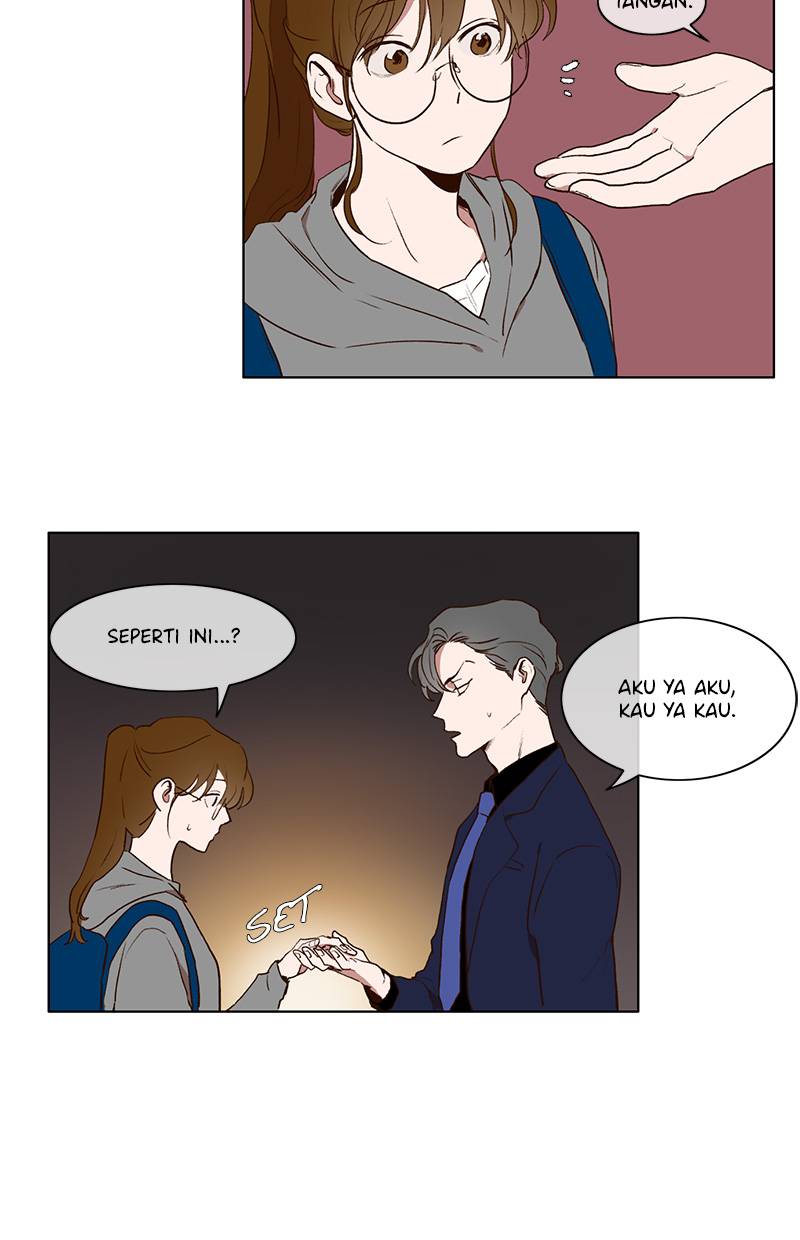 TANGAN.
SEPERTI INI...?
AKU YA AKU,
KAU YA KAU.
SET